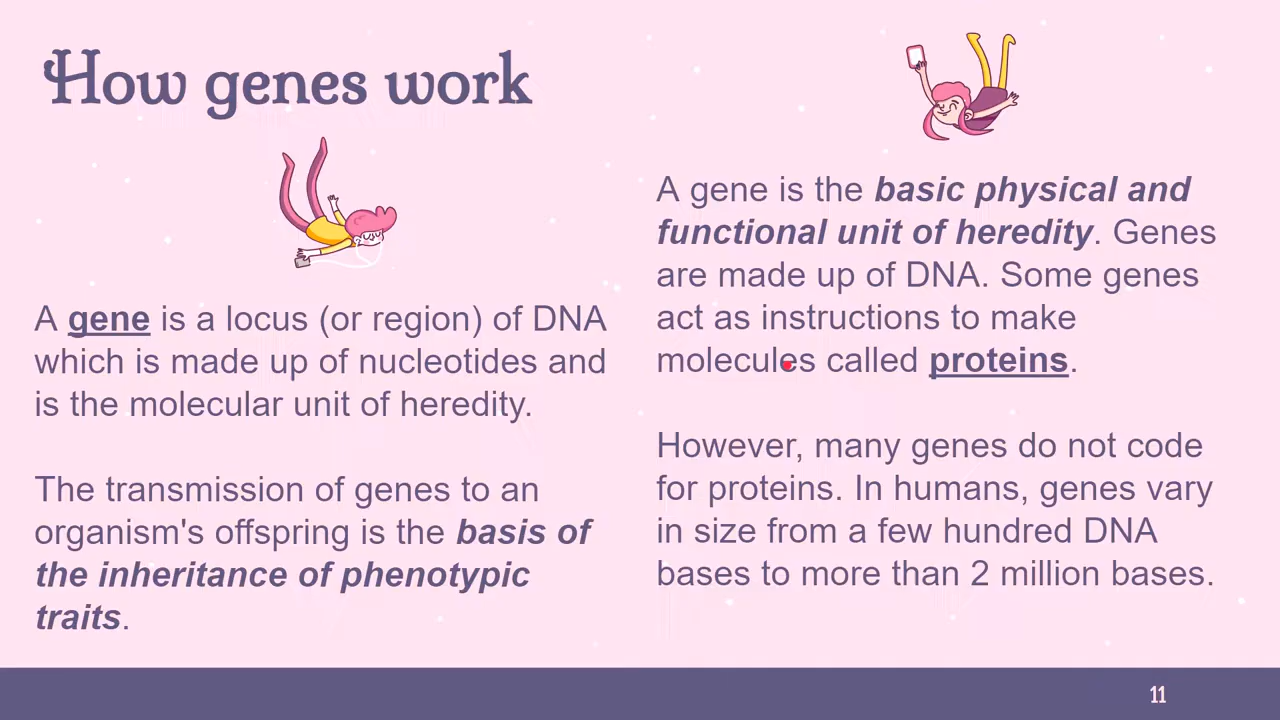 How genes work
A gene is a locus (or region) of DNA
which is made up of nucleotides and
is the molecular unit of heredity.
The transmission of genes to an
organism's offspring is the basis of
the inheritance of phenotypic
traits.
A gene is the basic physical and
functional unit of heredity. Genes
are made up of DNA. Some genes
act as instructions to make
molecules called proteins.
However, many genes do not code
for proteins. In humans, genes vary
in size from a few hundred DNA
bases to more than 2 million bases.
11